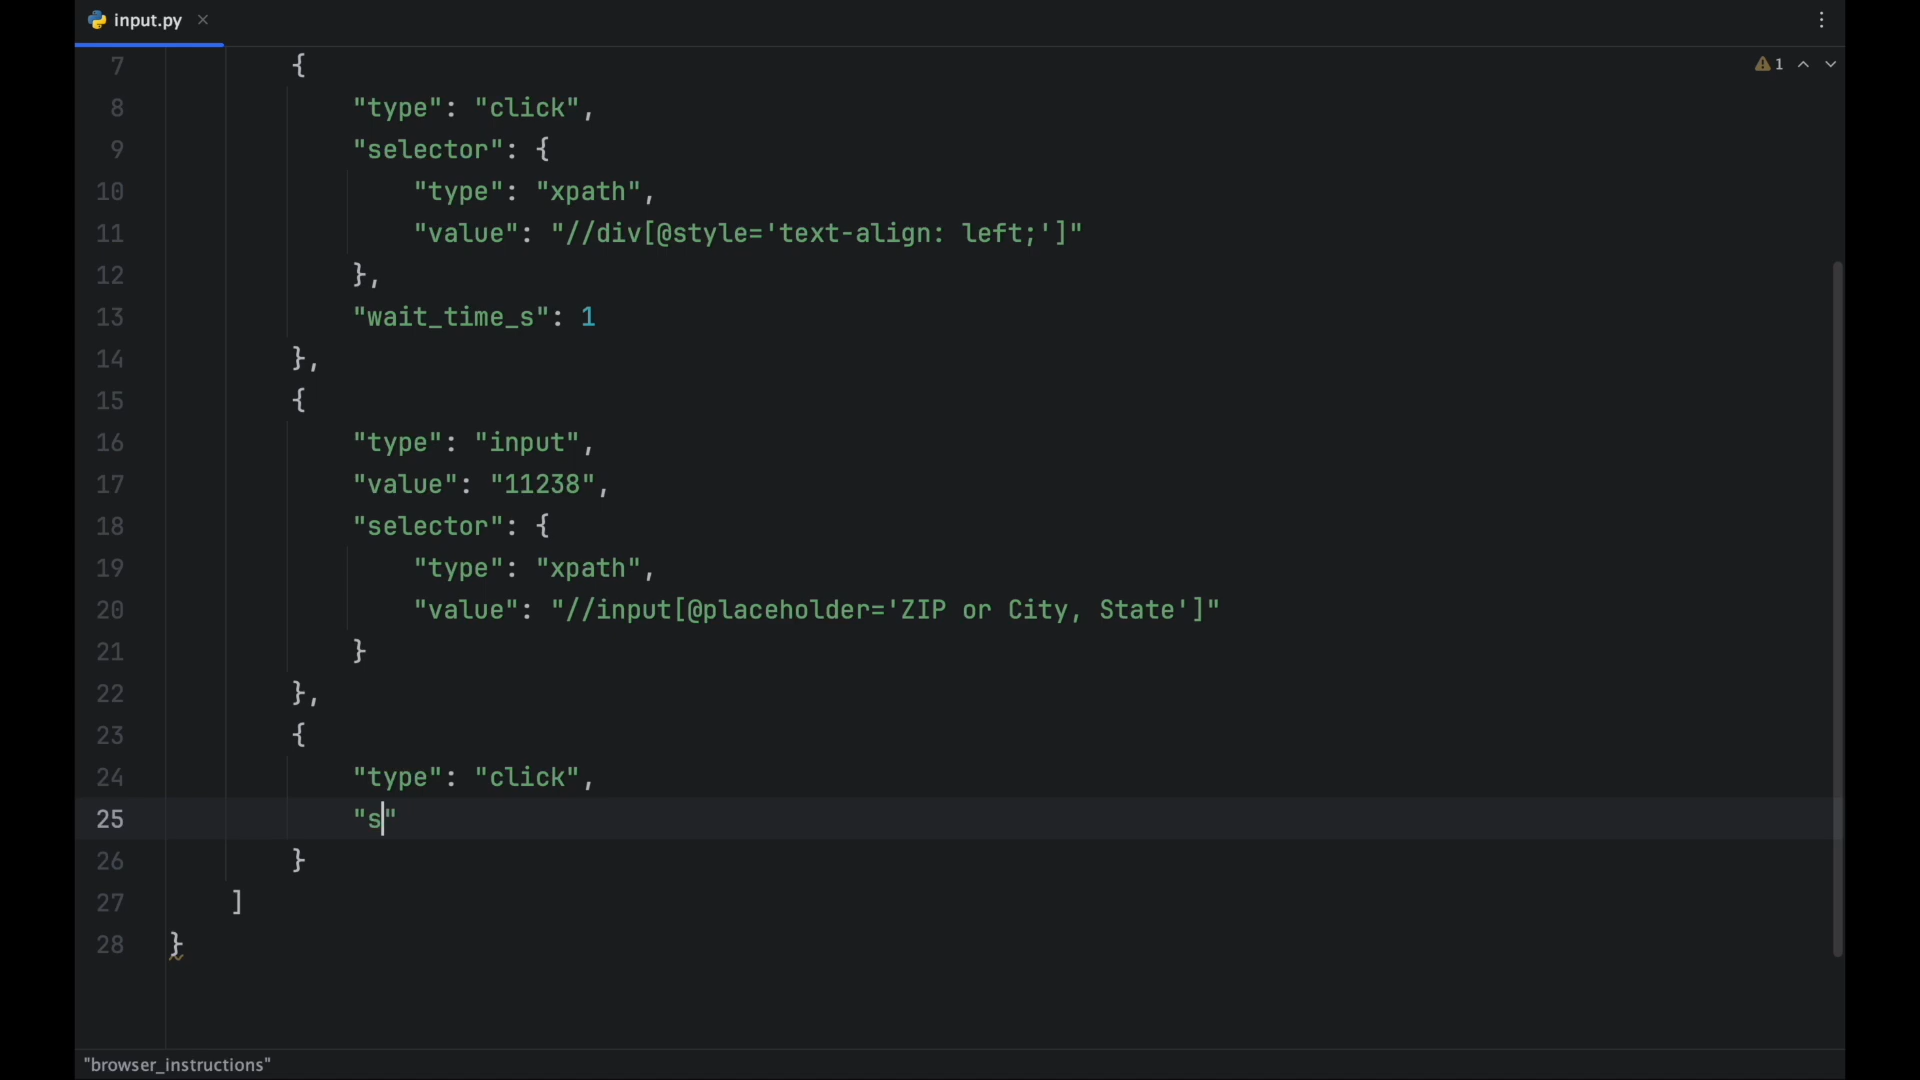 input.py
1
7 {
8 "type": "click",
9 "selector": {
10 "type": "xpath",
11 "value": "//div[@style='text-align: left;']"
12 },
13 "wait_time_s": 1
14 },
15 {
16 "type": "input",
17 "value": "11238",
18 "selector": {
19 "type": "xpath",
20 "value": "//input[@placeholder='ZIP or City, State']"
21 }
22 },
23 {
24 "type": "click",
25 "s"
26 }
27 ]
28 }
"browser_instructions"